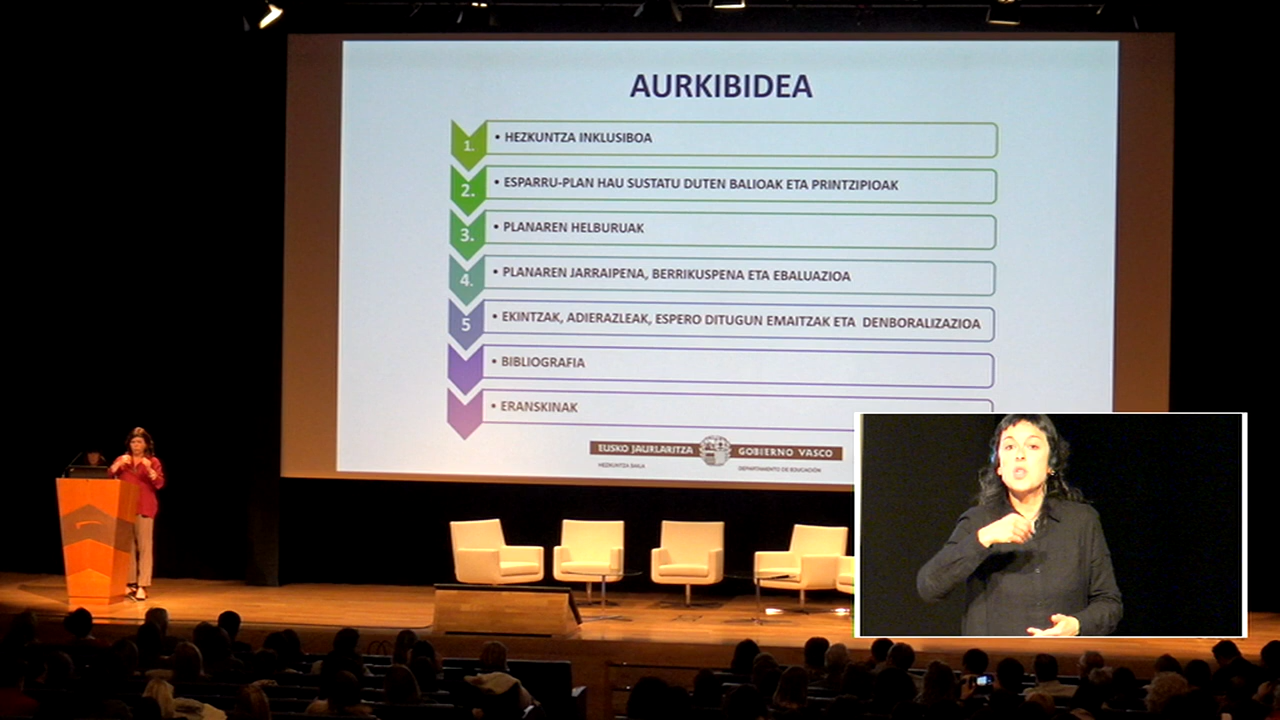 AURKIBIDEA
1. • HEZKUNTZA INKLUSIBOA
2. • ESPARRU-PLAN HAU SUSTATU DUTEN BALIOAK ETA PRINTZIPIOAK
3. • PLANAREN HELBURUAK
4. • PLANAREN JARRAIPENA, BERRIKUSPENA ETA EBALUAZIOA
5 • EKINTZAK, ADIERAZLEAK, ESPERO DITUGUN EMAITZAK ETA DENBORALIZAZIOA
• BIBLIOGRAFIA
• ERANSKINAK
EUSKO JAURLARITZA GOBIERNO VASCO
HEZKUNTZA SAILA DEPARTAMENTO DE EDUCACIÓN